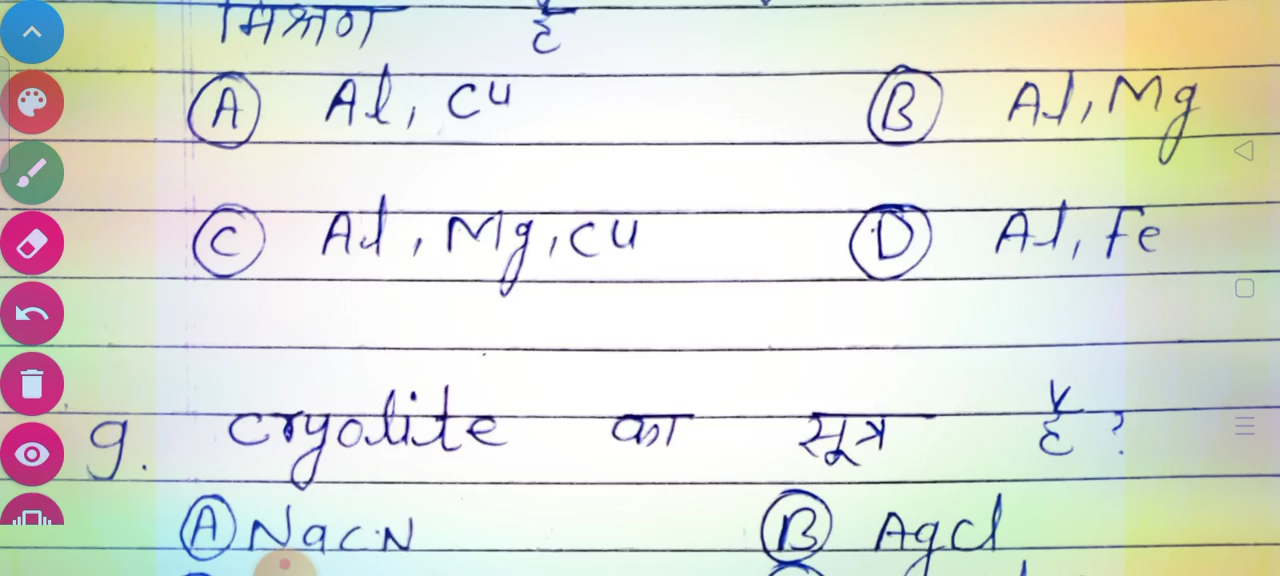 मिश्रण है
(A) Al, Cu (B) Al, Mg
(C) Al, Mg, Cu (D) Al, Fe
9. Cryolite का सूत्र है ?
(A) NaCN (B) AgCl